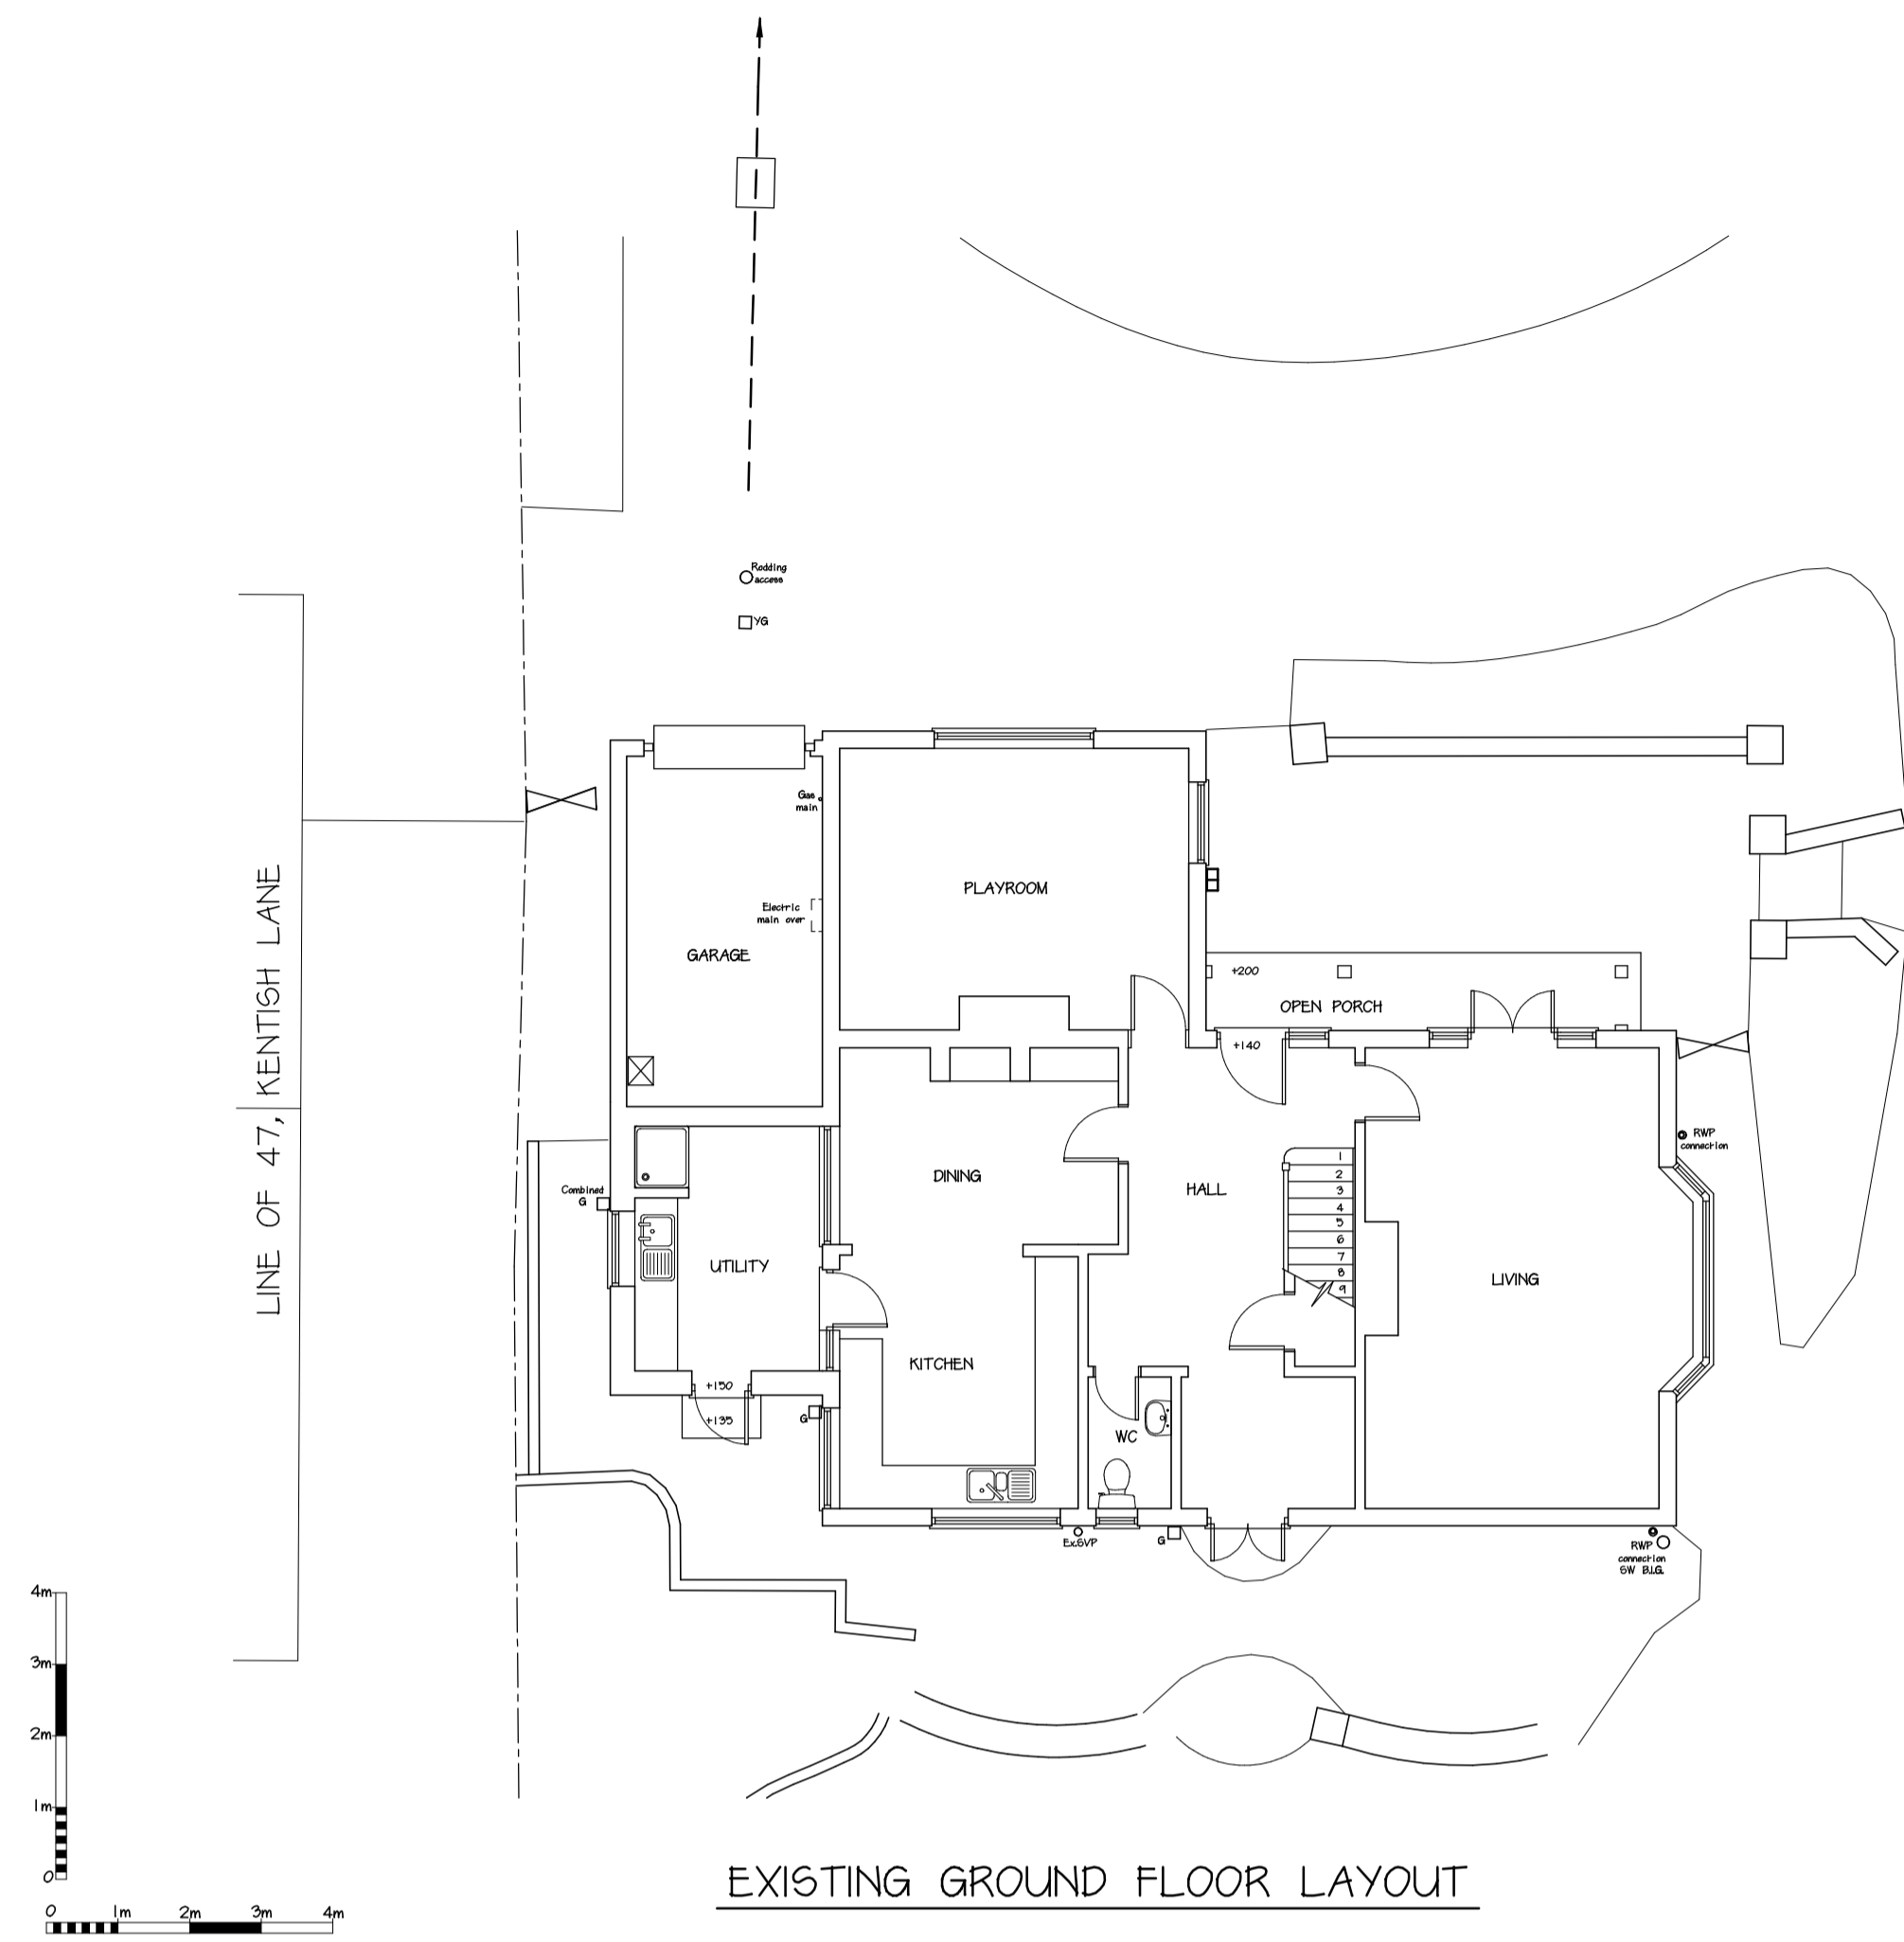 Rodding
access
YG
Gas
main
PLAYROOM
Electric
main over
GARAGE
+200
OPEN PORCH
+140
LINE OF 47, KENTISH LANE
RWP
connection
DINING
HALL
1
2
3
4
5
6
7
8
9
Combined
G
UTILITY
LIVING
KITCHEN
+150
+135
G
WC
Ex.SVP
G
RWP
connection
SW B.I.G.
4m
3m
2m
1m
0
0 1m 2m 3m 4m
EXISTING GROUND FLOOR LAYOUT